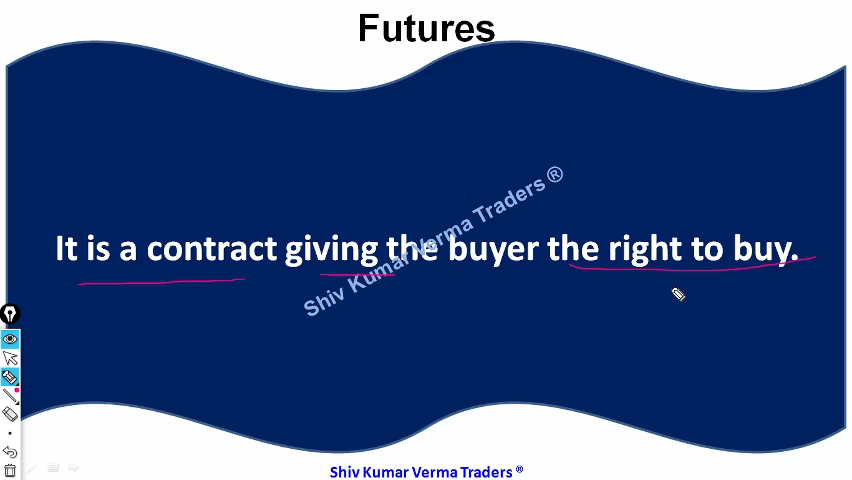 Futures
It is a contract giving the buyer the right to buy.
Shiv Kumar Verma Traders ®
Shiv Kumar Verma Traders ®